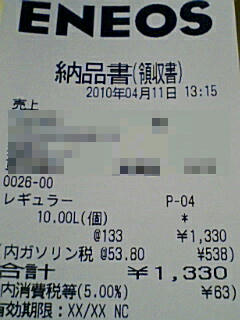 ENEOS
納品書(領収書)
2010年04月11日 13:15
売上
0026-00
レギュラー P-04
10.00L(個) *
@133 ¥1,330
(内ガソリン税 @53.80 ¥538)
合計 ¥1,330
内消費税等(5.00%) ¥63)
有効期限:XX/XX NC